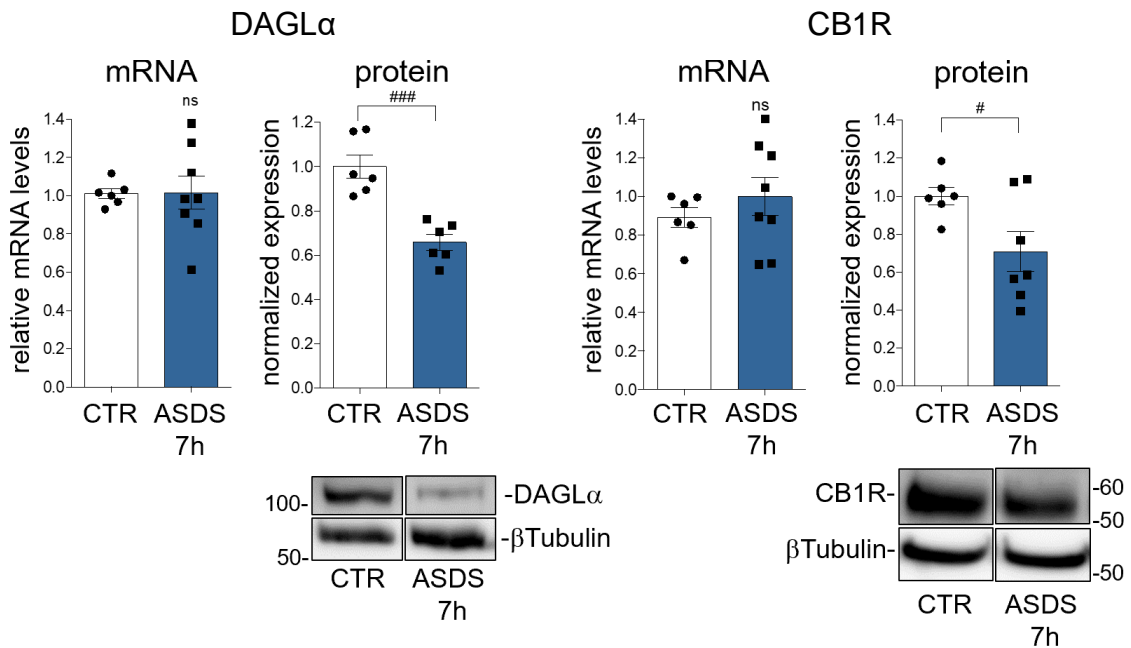 DAGLα
CB1R
mRNA
protein
mRNA
protein
ns
###
ns
#
relative mRNA levels
1.4
1.2
1.0
0.8
0.6
0.4
0.2
0.0
CTR
ASDS
7h
normalized expression
1.2
1.0
0.8
0.6
0.4
0.2
0.0
CTR
ASDS
7h
relative mRNA levels
1.4
1.2
1.0
0.8
0.6
0.4
0.2
0.0
CTR
ASDS
7h
normalized expression
1.4
1.2
1.0
0.8
0.6
0.4
0.2
0.0
CTR
ASDS
7h
100-
-DAGLα
50-
-βTubulin
CTR
ASDS
7h
CB1R-
-60
-50
βTubulin-
-50
CTR
ASDS
7h